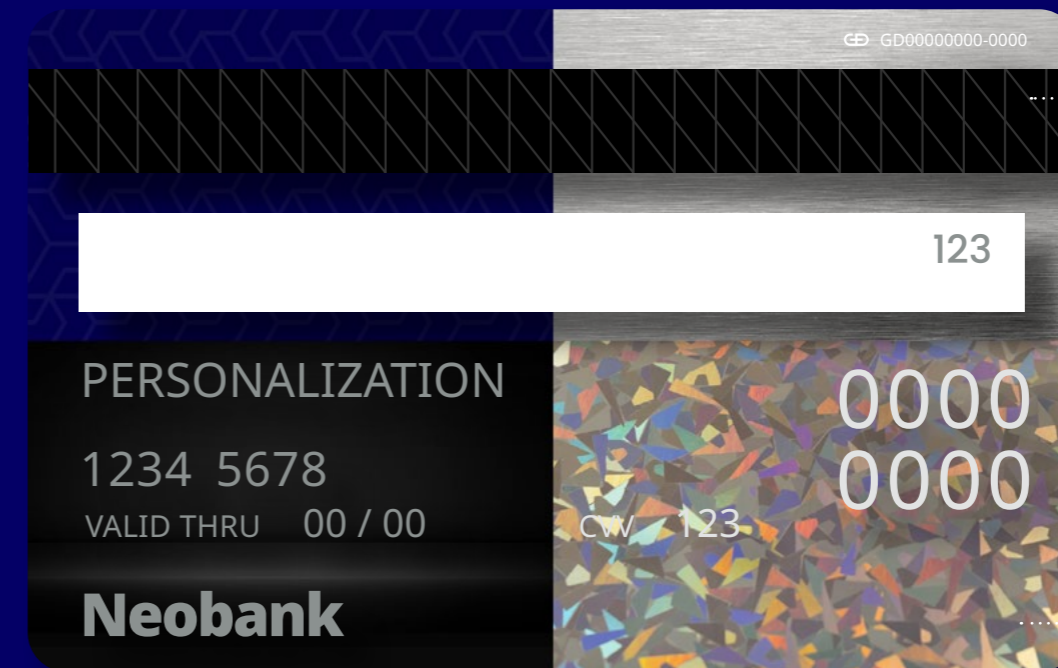 GD00000000-0000
123
PERSONALIZATION
0000
1234 5678
0000
VALID THRU 00 / 00
CVV 123
Neobank